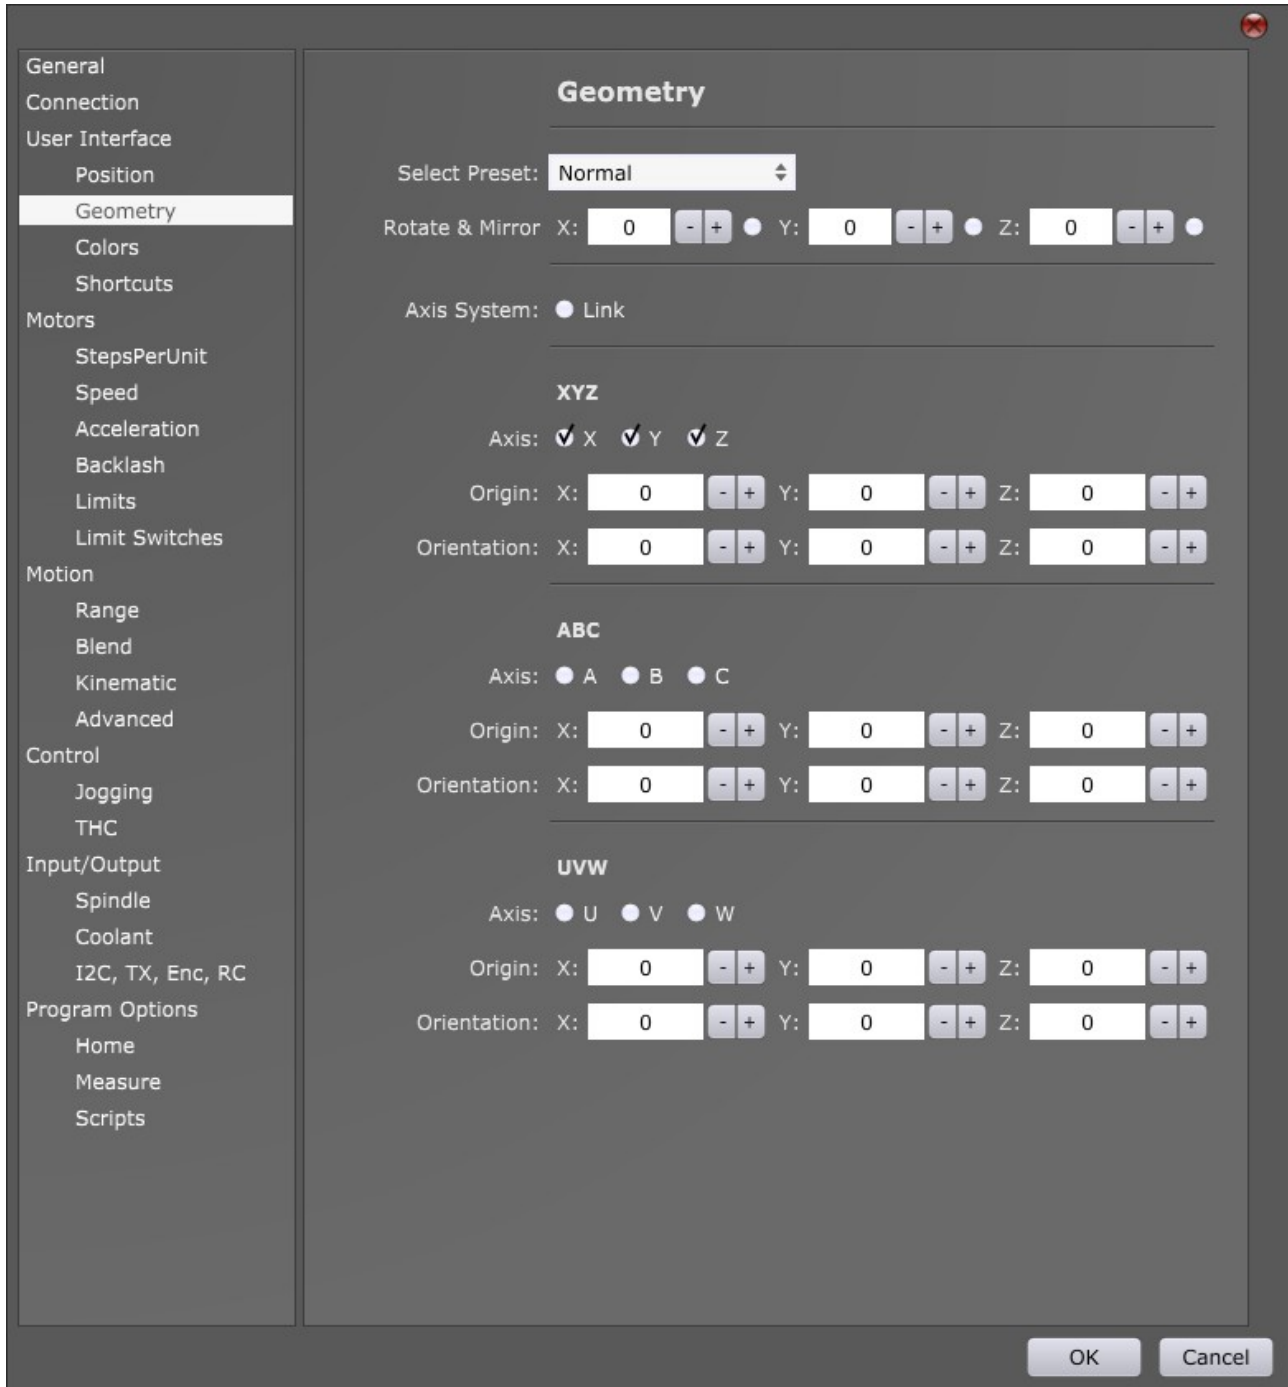 General
Connection
User Interface
Position
Geometry
Colors
Shortcuts
Motors
StepsPerUnit
Speed
Acceleration
Backlash
Limits
Limit Switches
Motion
Range
Blend
Kinematic
Advanced
Control
Jogging
THC
Input/Output
Spindle
Coolant
I2C, TX, Enc, RC
Program Options
Home
Measure
Scripts
Geometry
Select Preset: Normal
Rotate & Mirror X: 0 - + Y: 0 - + Z: 0 - +
Axis System: Link
XYZ
Axis: X Y Z
Origin: X: 0 - + Y: 0 - + Z: 0 - +
Orientation: X: 0 - + Y: 0 - + Z: 0 - +
ABC
Axis: A B C
Origin: X: 0 - + Y: 0 - + Z: 0 - +
Orientation: X: 0 - + Y: 0 - + Z: 0 - +
UVW
Axis: U V W
Origin: X: 0 - + Y: 0 - + Z: 0 - +
Orientation: X: 0 - + Y: 0 - + Z: 0 - +
OK Cancel